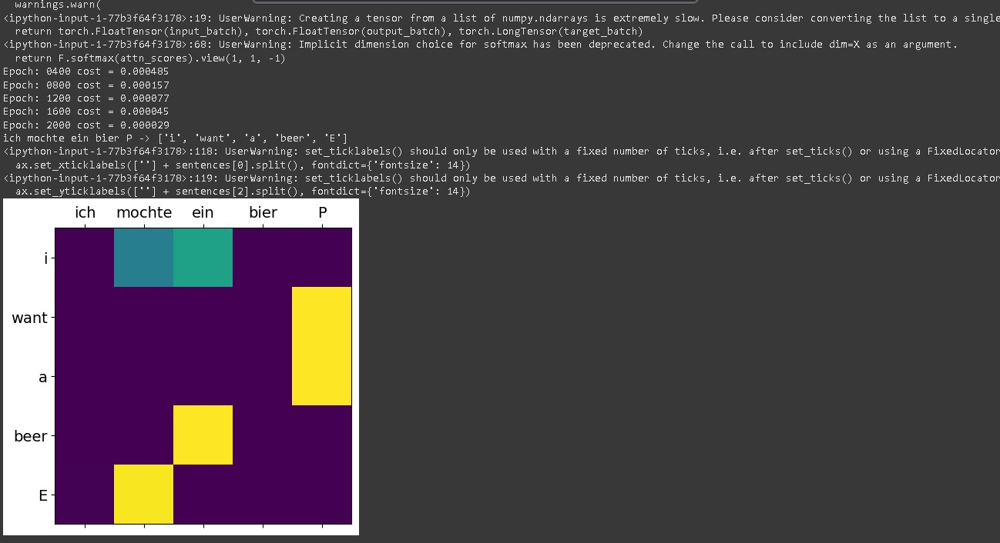 warnings.warn(
<ipython-input-1-77b3f64f3178>:19: UserWarning: Creating a tensor from a list of numpy.ndarrays is extremely slow. Please consider converting the list to a single
return torch.FloatTensor(input_batch), torch.FloatTensor(output_batch), torch.LongTensor(target_batch)
<ipython-input-1-77b3f64f3178>:68: UserWarning: Implicit dimension choice for softmax has been deprecated. Change the call to include dim=X as an argument.
return F.softmax(attn_scores).view(1, 1, -1)
Epoch: 0400 cost = 0.000485
Epoch: 0800 cost = 0.000157
Epoch: 1200 cost = 0.000077
Epoch: 1600 cost = 0.000045
Epoch: 2000 cost = 0.000029
ich mochte ein bier P -> ['i', 'want', 'a', 'beer', 'E']
<ipython-input-1-77b3f64f3178>:118: UserWarning: set_ticklabels() should only be used with a fixed number of ticks, i.e. after set_ticks() or using a FixedLocator
ax.set_xticklabels([''] + sentences[0].split(), fontdict={'fontsize': 14})
<ipython-input-1-77b3f64f3178>:119: UserWarning: set_ticklabels() should only be used with a fixed number of ticks, i.e. after set_ticks() or using a FixedLocator
ax.set_yticklabels([''] + sentences[2].split(), fontdict={'fontsize': 14})
ich mochte ein bier P
i
want
a
beer
E